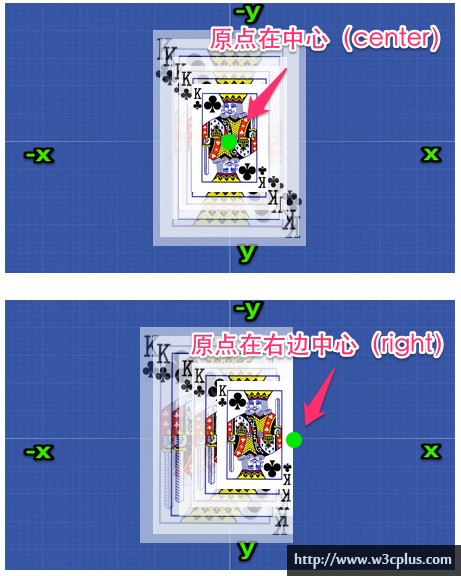 -y
原点在中心（center）
K
K
K
K
-x
x
K
K
K
y
-y
原点在右边中心（right）
K
K
K
K
K
-x
x
K
K
K
y
http://www.w3cplus.com